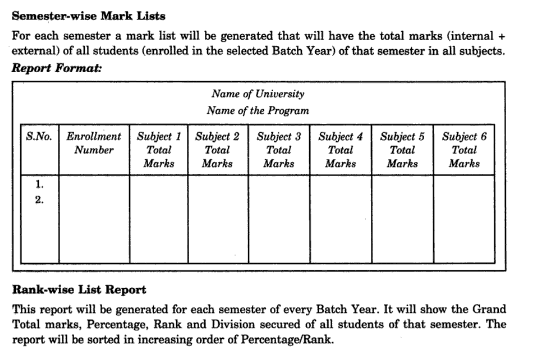 Semester-wise Mark Lists
For each semester a mark list will be generated that will have the total marks (internal +
external) of all students (enrolled in the selected Batch Year) of that semester in all subjects.
Report Format:
Name of University
Name of the Program
S.No. Enrollment Subject 1 Subject 2 Subject 3 Subject 4 Subject 5 Subject 6
Number Total Total Total Total Total Total
Marks Marks Marks Marks Marks Marks
1.
2.
Rank-wise List Report
This report will be generated for each semester of every Batch Year. It will show the Grand
Total marks, Percentage, Rank and Division secured of all students of that semester. The
report will be sorted in increasing order of Percentage/Rank.